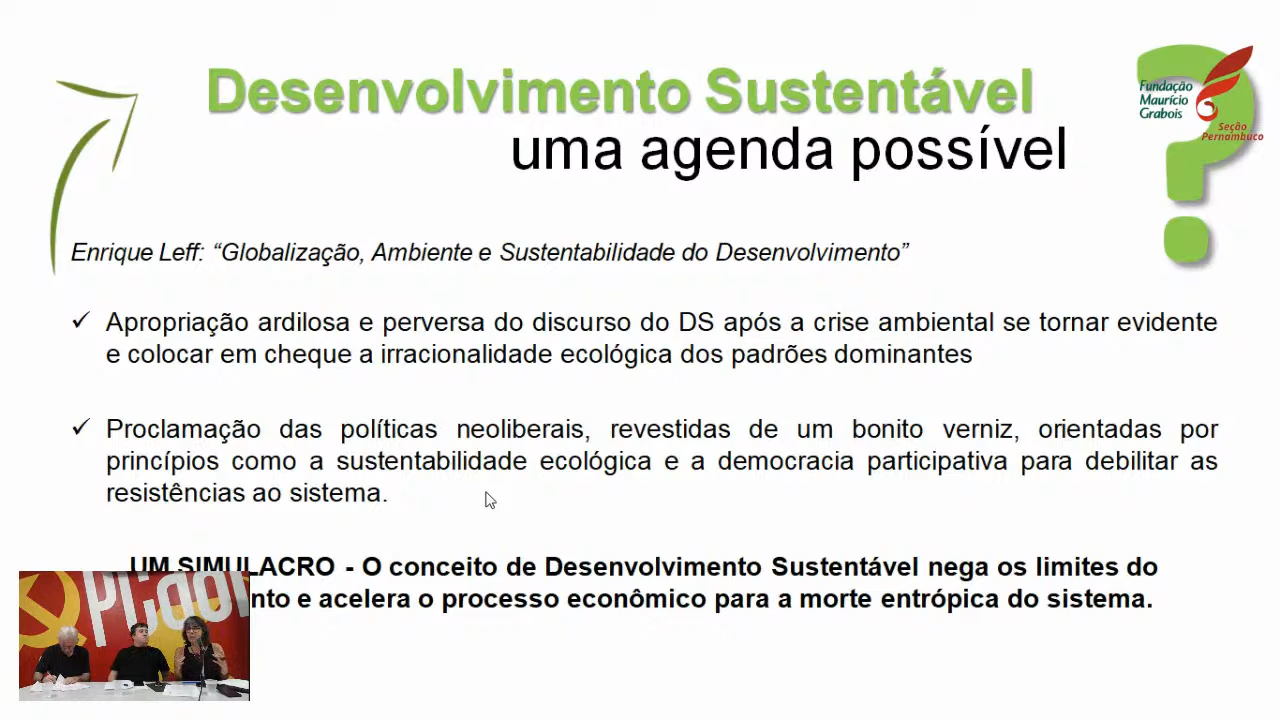 Desenvolvimento Sustentável
uma agenda possível
?
Fundação
Maurício
Grabois
Seção
Pernambuco
Enrique Leff: “Globalização, Ambiente e Sustentabilidade do Desenvolvimento”
Apropriação ardilosa e perversa do discurso do DS após a crise ambiental se tornar evidente
e colocar em cheque a irracionalidade ecológica dos padrões dominantes
Proclamação das políticas neoliberais, revestidas de um bonito verniz, orientadas por
princípios como a sustentabilidade ecológica e a democracia participativa para debilitar as
resistências ao sistema.
UM SIMULACRO - O conceito de Desenvolvimento Sustentável nega os limites do
nto e acelera o processo econômico para a morte entrópica do sistema.
PCdoB